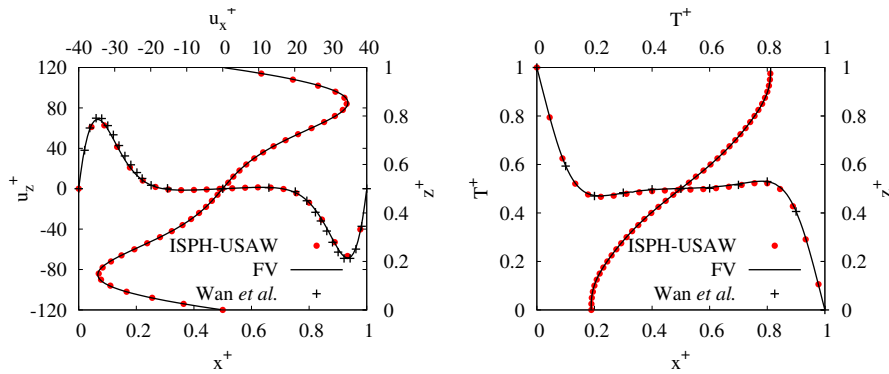 u_x^+
-40 -30 -20 -10 0 10 20 30 40
120 1
80 0.8
40 0.6
0 0.4
-40 0.2
-80 0
-120
u_z^+
z^+
ISPH-USAW
FV
Wan et al.
0 0.2 0.4 0.6 0.8 1
x^+
T^+
0 0.2 0.4 0.6 0.8 1
1 1
0.8 0.8
0.6 0.6
0.4 0.4
0.2 0.2
0 0
T^+
z^+
ISPH-USAW
FV
Wan et al.
0 0.2 0.4 0.6 0.8 1
x^+